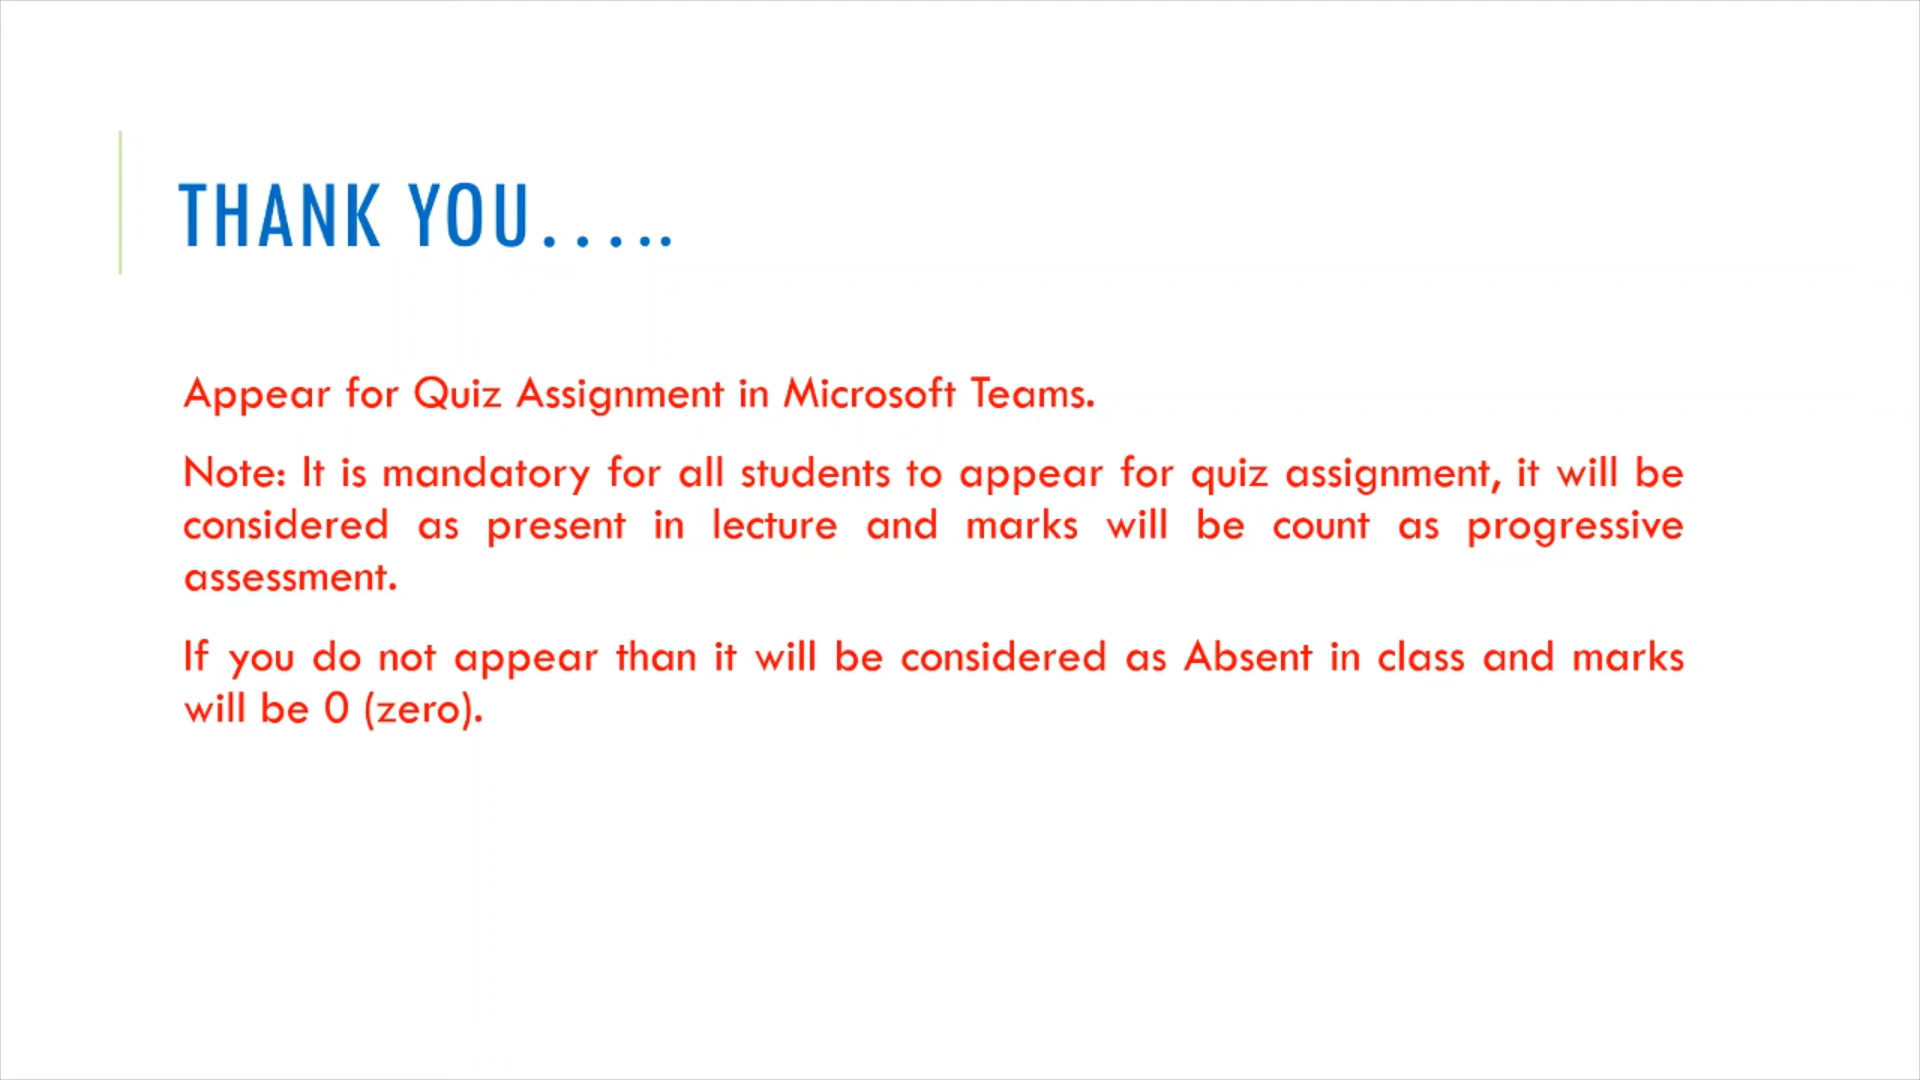 THANK YOU.....
Appear for Quiz Assignment in Microsoft Teams.
Note: It is mandatory for all students to appear for quiz assignment, it will be
considered as present in lecture and marks will be count as progressive
assessment.
If you do not appear than it will be considered as Absent in class and marks
will be 0 (zero).